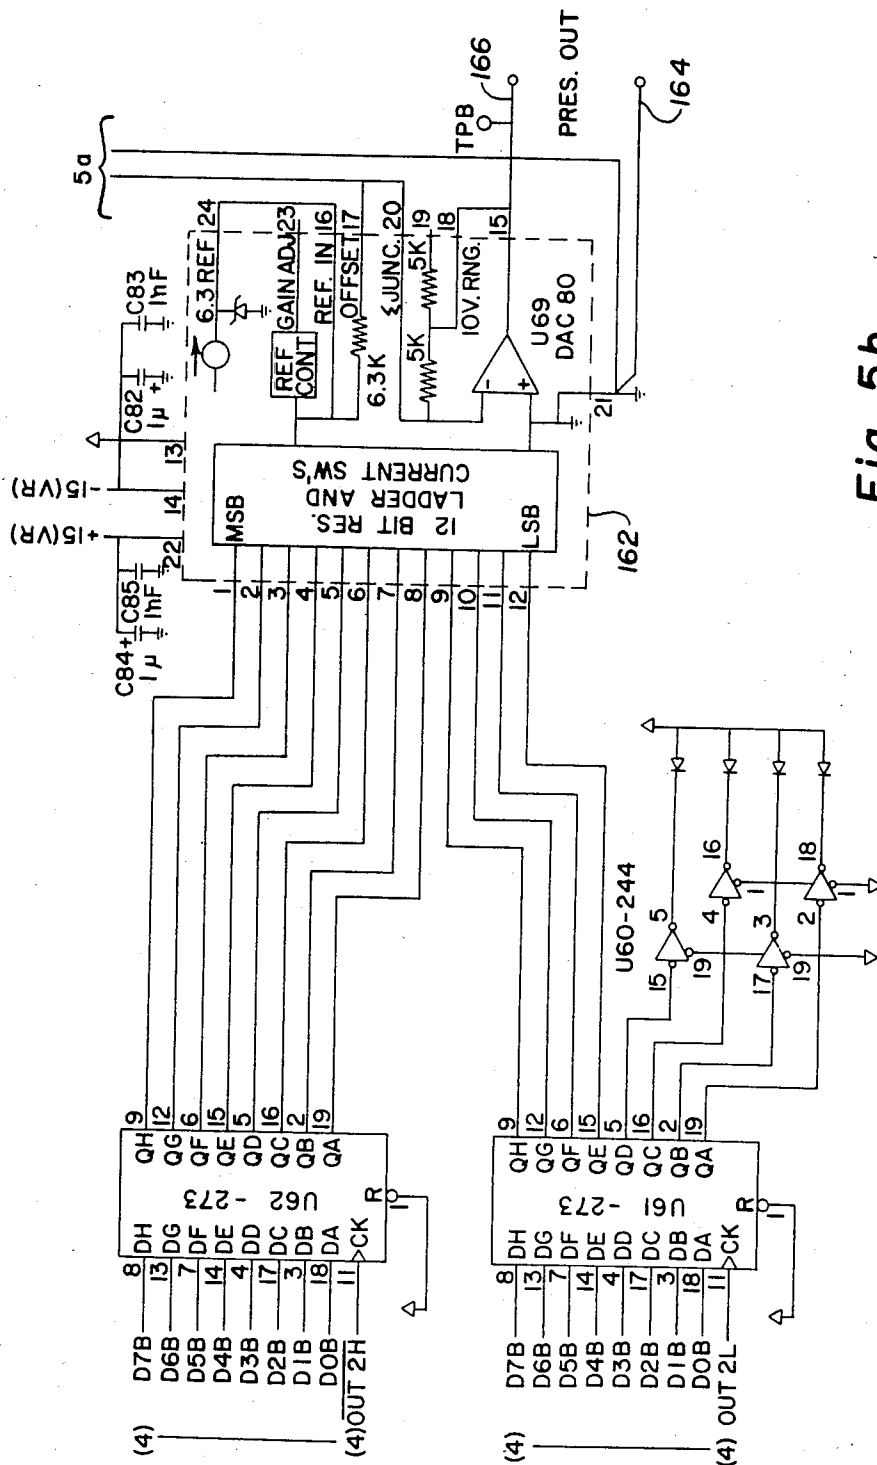 5a
-15(VR)
+15(VR)
C83
1nF
C82
1µ +
C85
1nF
C84+
1µ
13
14
22
6.3 REF
24
GAIN ADJ
23
REF. IN
16
OFFSET
17
ΣJUNC.
20
19
18
15
21
REF
CONT
6.3K
5K
5K
10V. RNG.
-
+
U69
DAC 80
12 BIT RES.
LADDER AND
CURRENT SW'S
MSB
LSB
162
TPB
166
PRES. OUT
164
1
2
3
4
5
6
7
8
9
10
11
12
(4)
D7B 8 DH QH 9
D6B 13 DG QG 12
D5B 7 DF QF 6
D4B 14 DE QE 15
D3B 4 DD QD 5
D2B 17 DC QC 16
D1B 3 DB QB 2
D0B 18 DA QA 19
(4) OUT 2H 11 CK
U62
-273
R
1
(4)
D7B 8 DH QH 9
D6B 13 DG QG 12
D5B 7 DF QF 6
D4B 14 DE QE 15
D3B 4 DD QD 5
D2B 17 DC QC 16
D1B 3 DB QB 2
D0B 18 DA QA 19
(4) OUT 2L 11 CK
U61
-273
R
1
U60-244
15
5
19
4
16
1
17
3
19
2
18
1
Fig. 5b